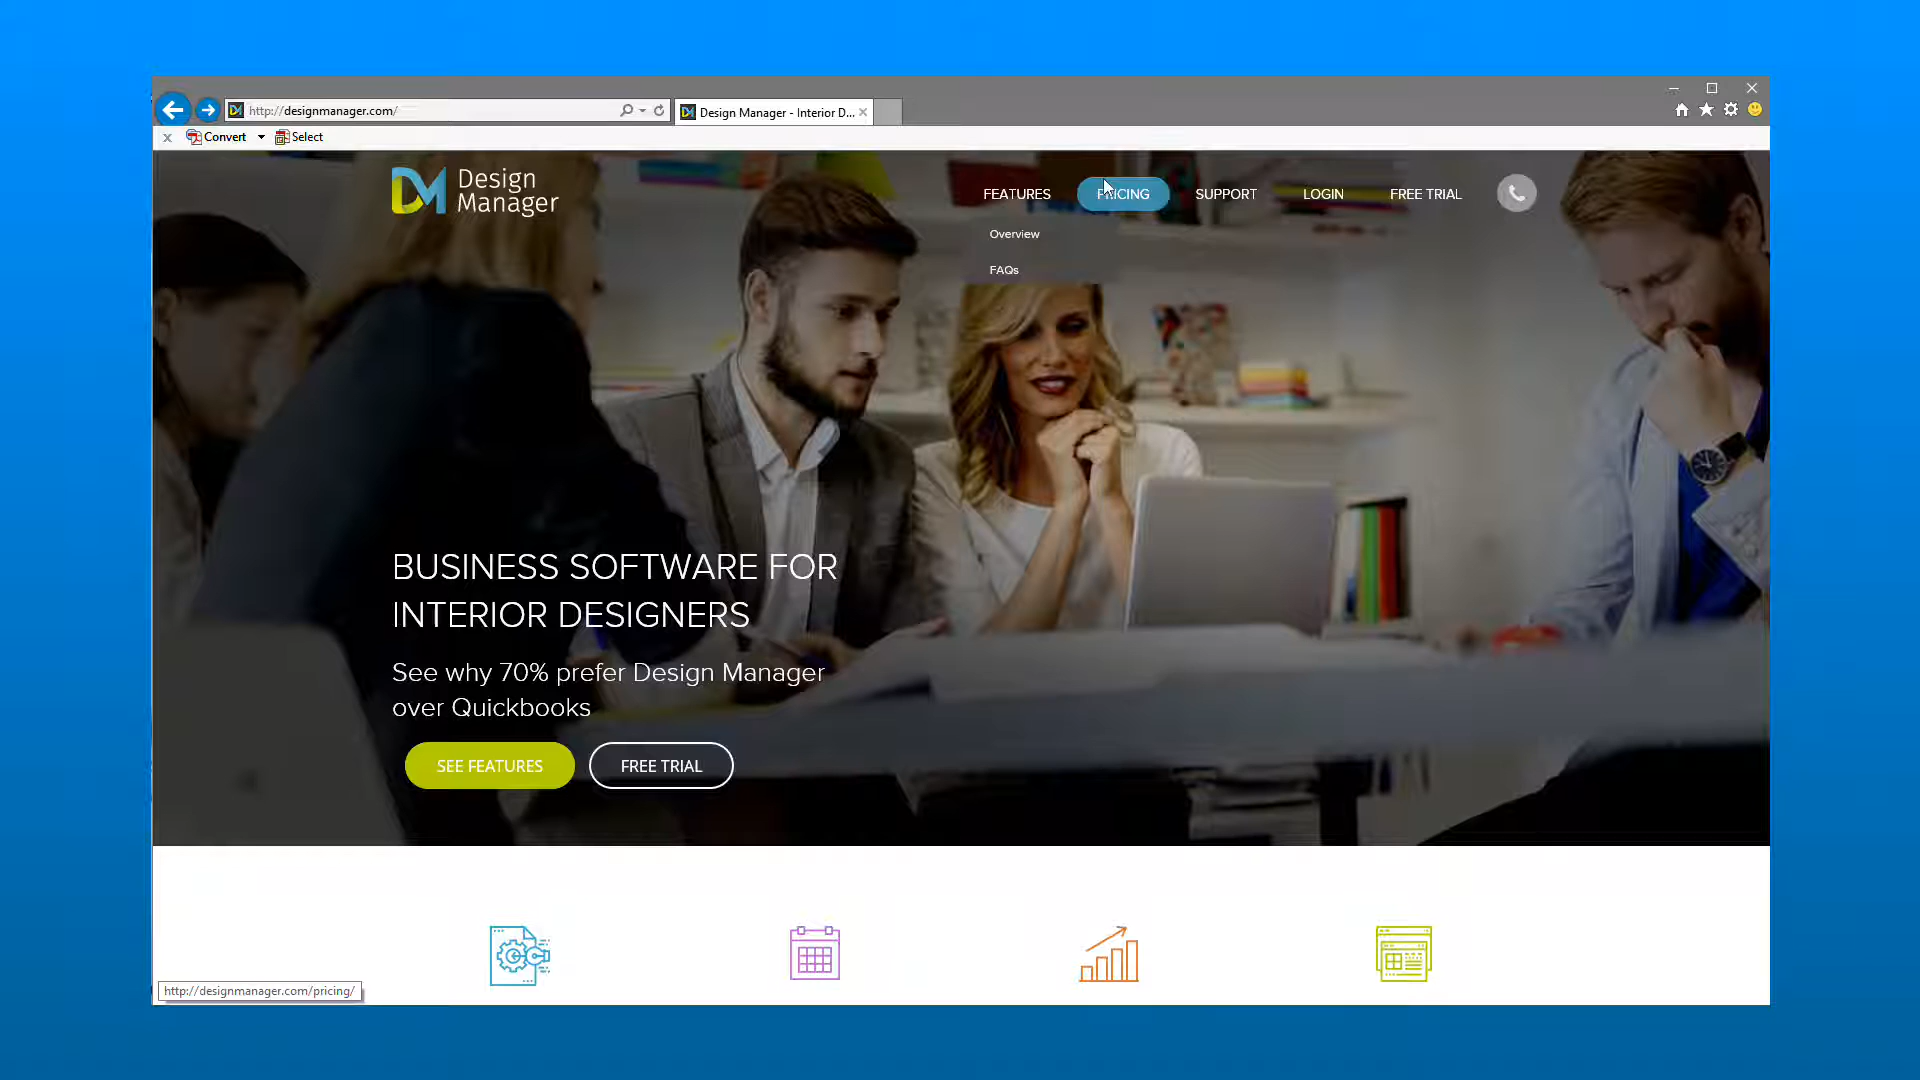 http://designmanager.com/
Design Manager - Interior D...
x Convert Select
Design
Manager
FEATURES PRICING SUPPORT LOGIN FREE TRIAL
Overview
FAQs
BUSINESS SOFTWARE FOR
INTERIOR DESIGNERS
See why 70% prefer Design Manager
over Quickbooks
SEE FEATURES FREE TRIAL
http://designmanager.com/pricing/